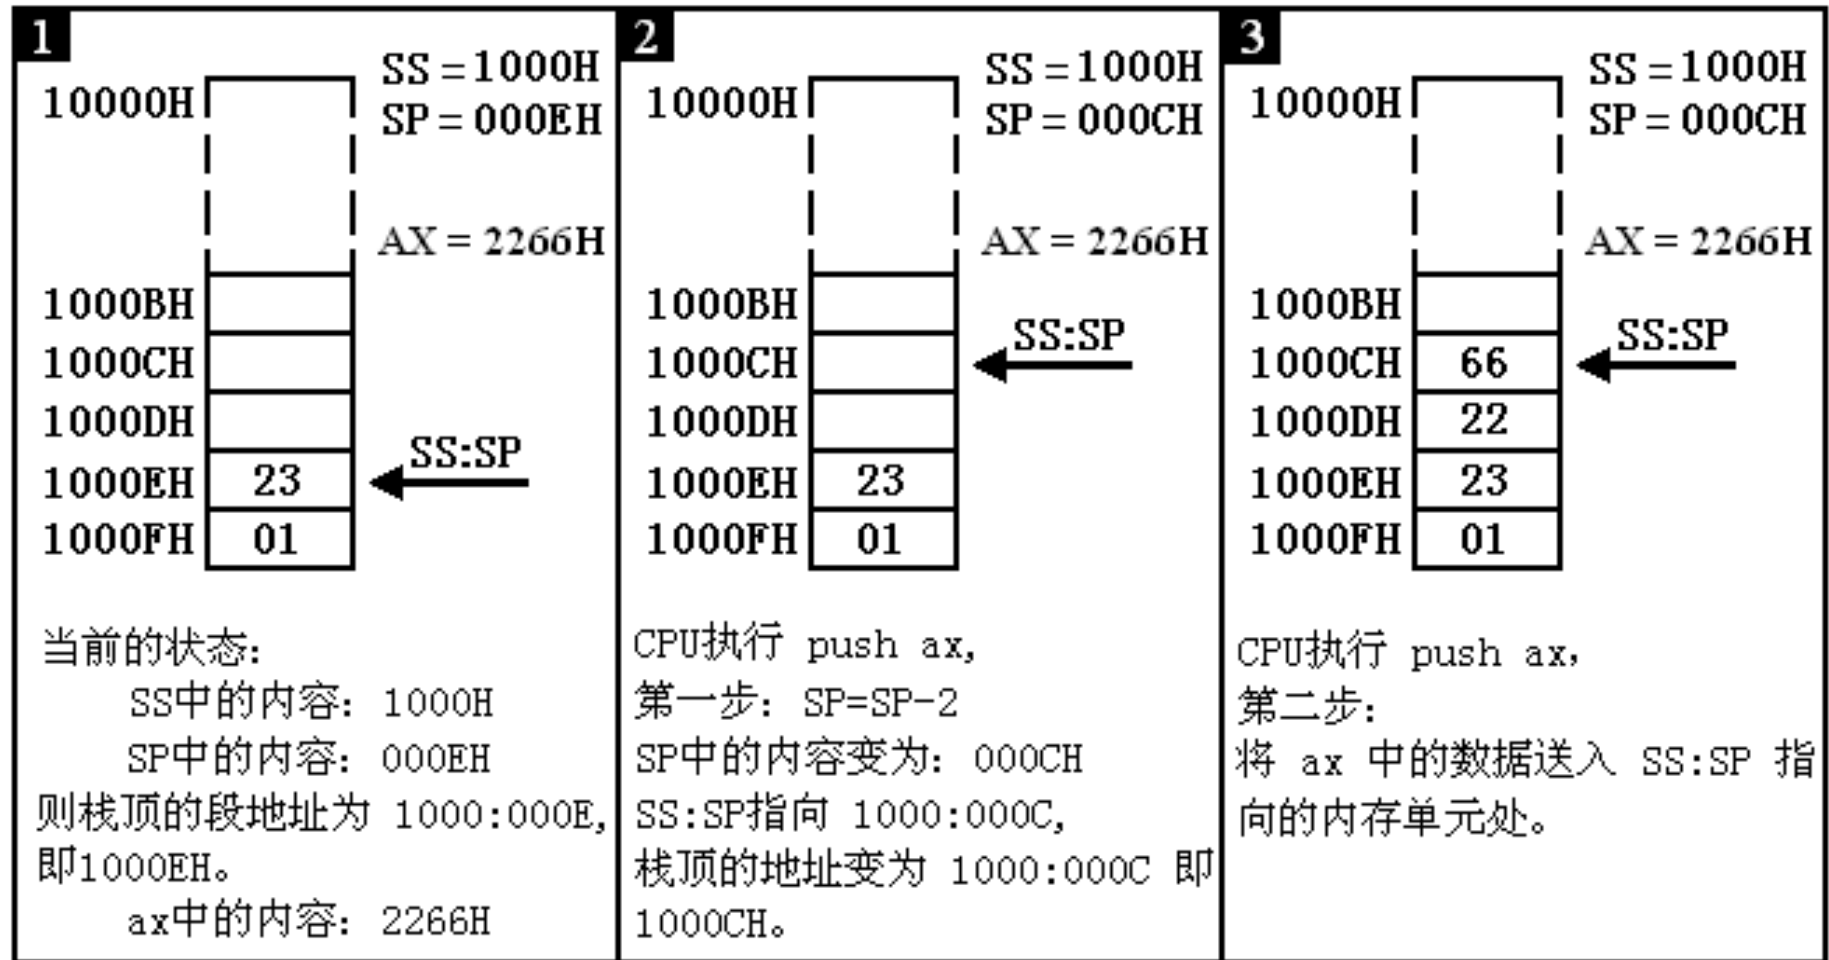 1
SS=1000H
SP=000EH
AX=2266H
10000H
1000BH
1000CH
1000DH
1000EH 23
1000FH 01
SS:SP
当前的状态:
SS中的内容: 1000H
SP中的内容: 000EH
则栈顶的段地址为 1000:000E,
即1000EH。
ax中的内容: 2266H
2
SS=1000H
SP=000CH
AX=2266H
10000H
1000BH
1000CH
1000DH
1000EH 23
1000FH 01
SS:SP
CPU执行 push ax,
第一步: SP=SP-2
SP中的内容变为: 000CH
SS:SP指向 1000:000C,
栈顶的地址变为 1000:000C 即
1000CH。
3
SS=1000H
SP=000CH
AX=2266H
10000H
1000BH
1000CH 66
1000DH 22
1000EH 23
1000FH 01
SS:SP
CPU执行 push ax,
第二步:
将 ax 中的数据送入 SS:SP 指
向的内存单元处。